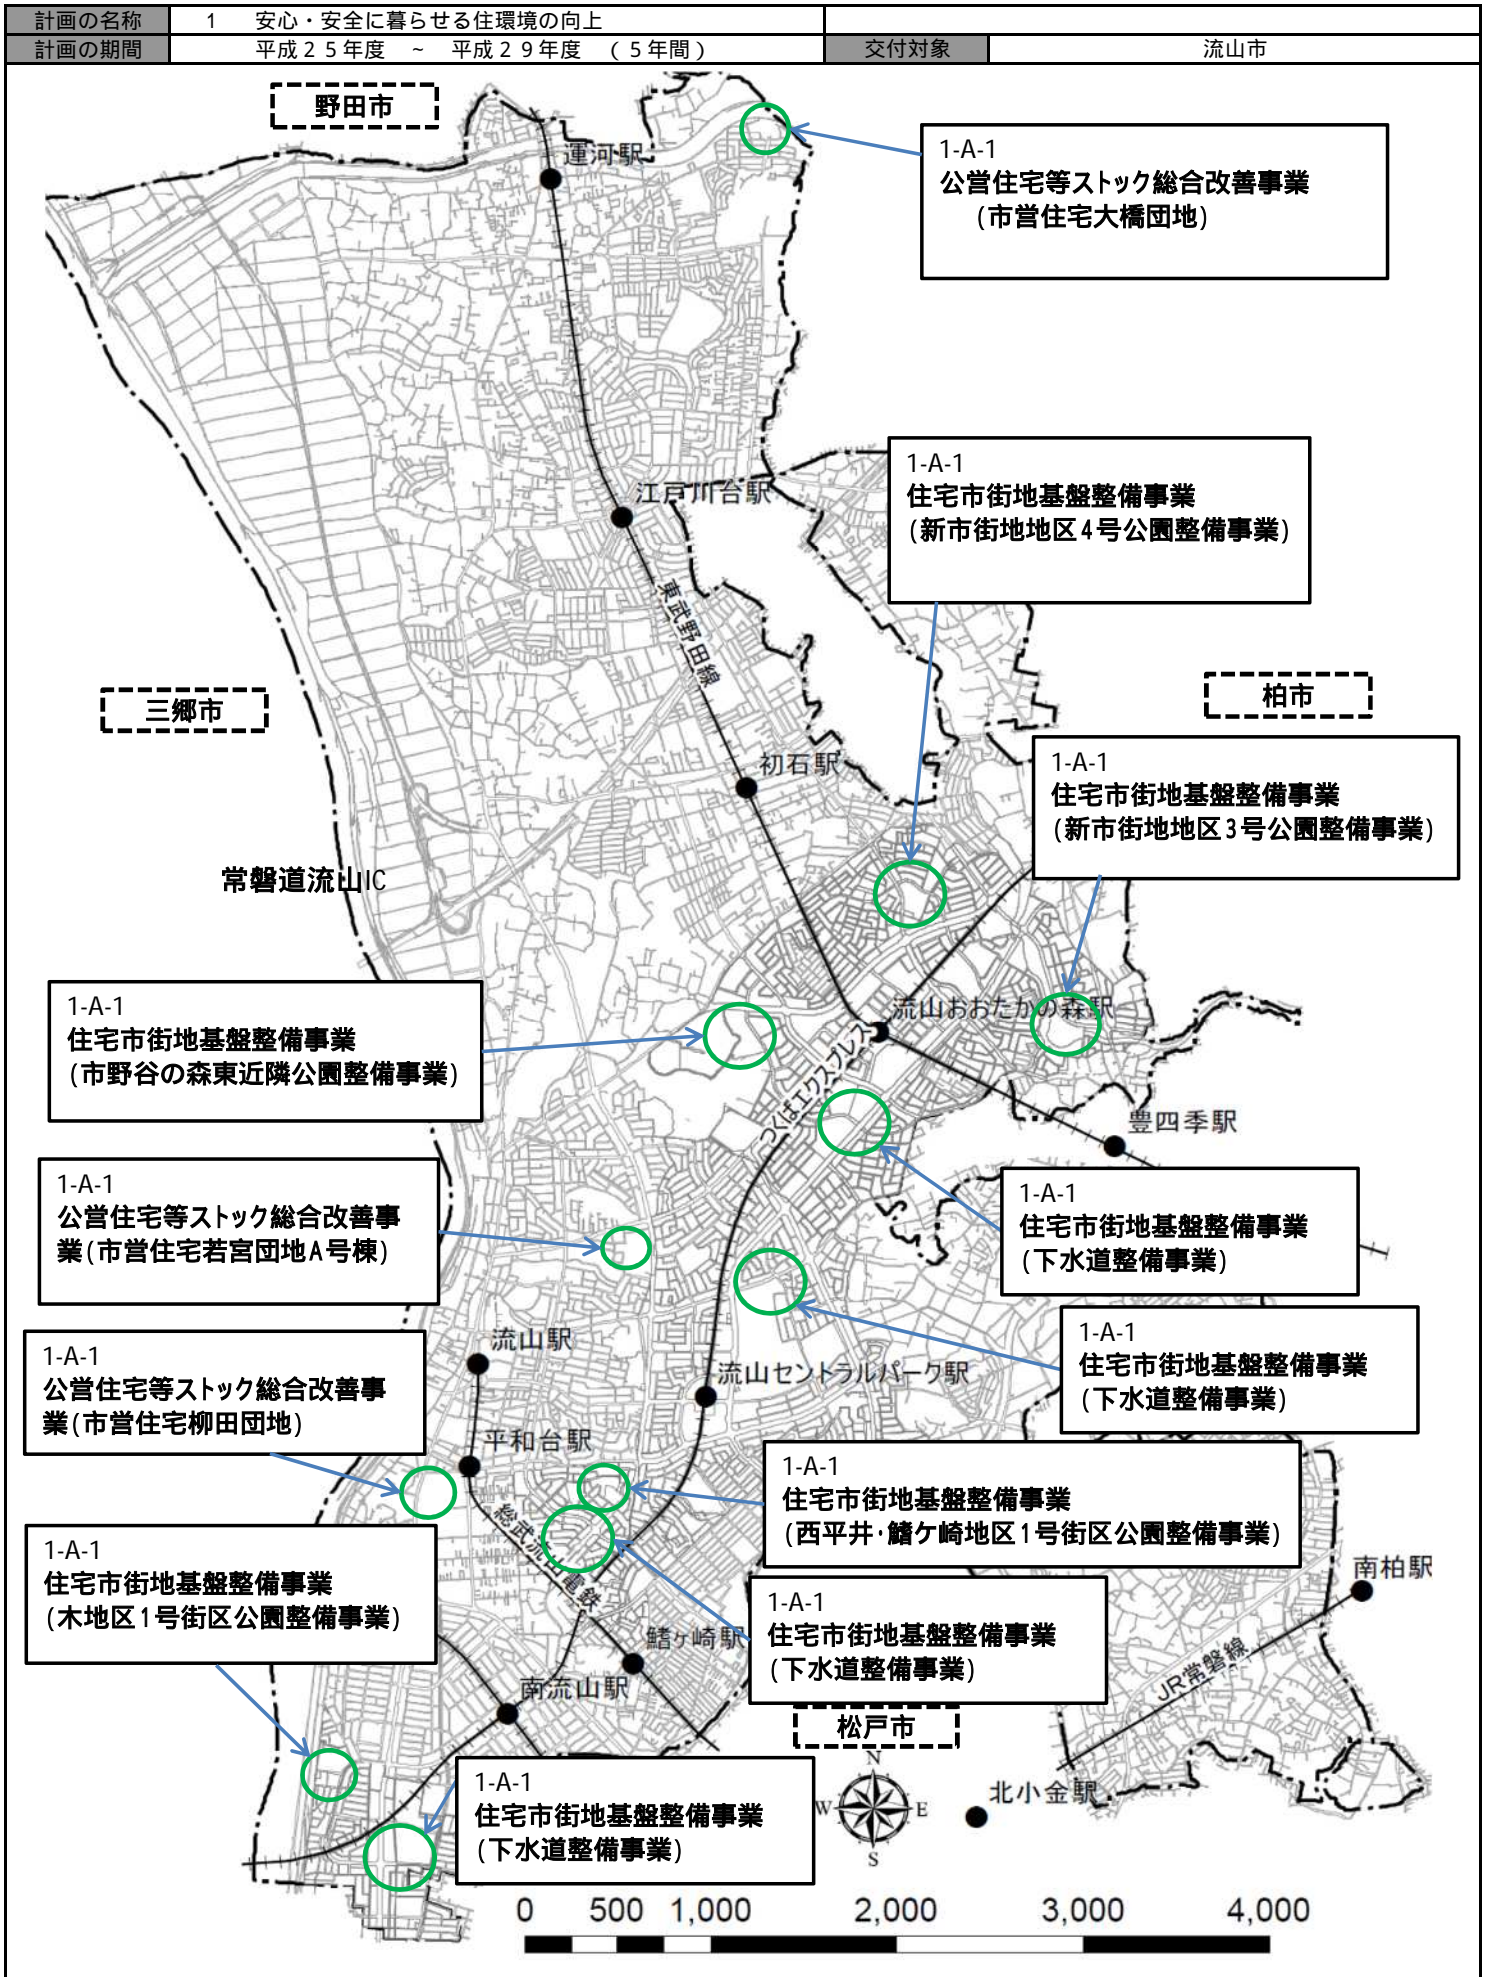 計画の名称 1 安心・安全に暮らせる住環境の向上
計画の期間 平成25年度 ~ 平成29年度 (5年間) 交付対象 流山市
野田市
運河駅
1-A-1
公営住宅等ストック総合改善事業
(市営住宅大橋団地)
江戸川台駅
1-A-1
住宅市街地基盤整備事業
(新市街地地区4号公園整備事業)
東武野田線
三郷市
柏市
初石駅
1-A-1
住宅市街地基盤整備事業
(新市街地地区3号公園整備事業)
常磐道流山IC
1-A-1
住宅市街地基盤整備事業
(市野谷の森東近隣公園整備事業)
流山おおたかの森駅
つくばエクスプレス
豊四季駅
1-A-1
公営住宅等ストック総合改善事
業(市営住宅若宮団地A号棟)
1-A-1
住宅市街地基盤整備事業
(下水道整備事業)
1-A-1
住宅市街地基盤整備事業
(下水道整備事業)
流山駅
流山セントラルパーク駅
1-A-1
公営住宅等ストック総合改善事
業(市営住宅柳田団地)
平和台駅
1-A-1
住宅市街地基盤整備事業
(西平井・鰭ケ崎地区1号街区公園整備事業)
総武流山電鉄
1-A-1
住宅市街地基盤整備事業
(木地区1号街区公園整備事業)
1-A-1
住宅市街地基盤整備事業
(下水道整備事業)
南柏駅
鰭ヶ崎駅
JR常磐線
南流山駅
松戸市
1-A-1
住宅市街地基盤整備事業
(下水道整備事業)
N
W E
S
北小金駅
0 500 1,000 2,000 3,000 4,000